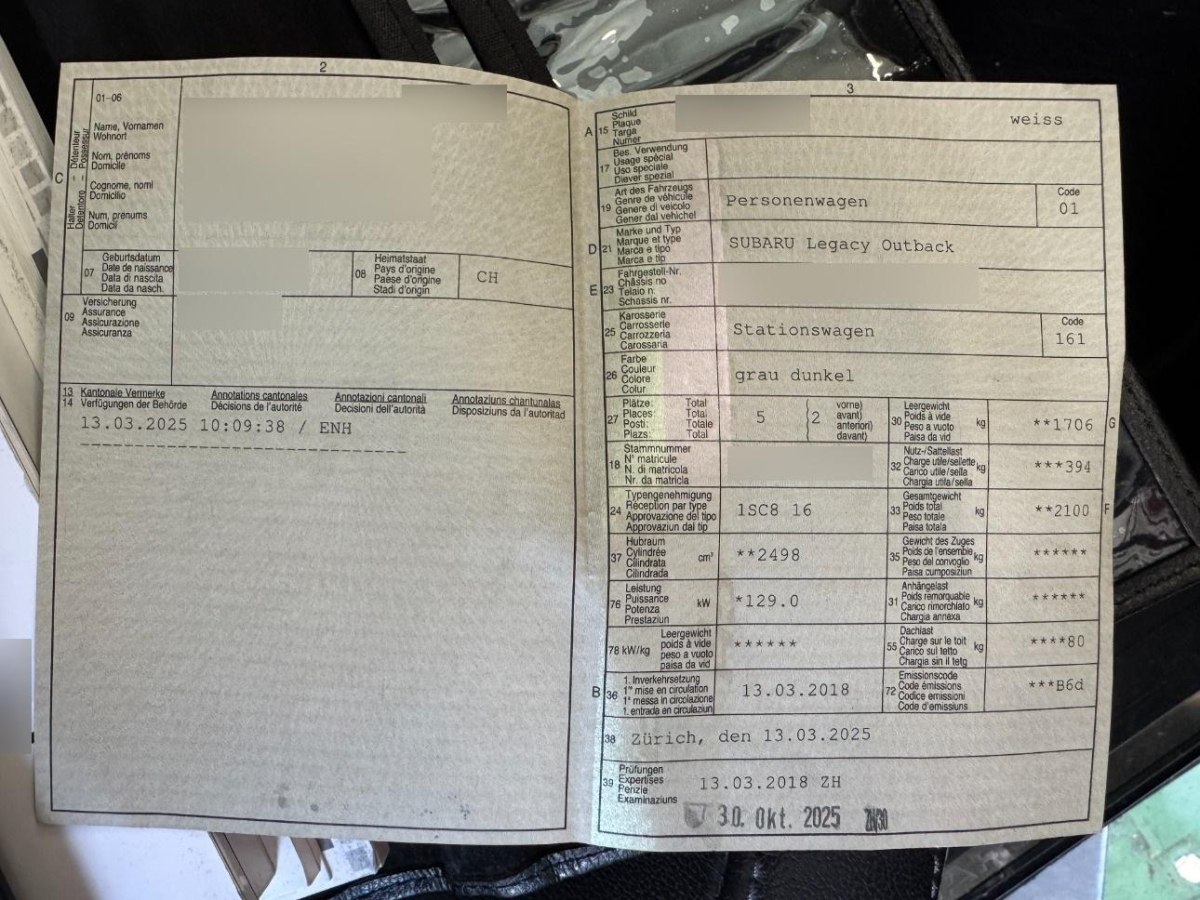 2
01-06
C
Halter – Détenteur
Detentore – Possessur
Name, Vornamen
Wohnort
Nom, prénoms
Domicile
Cognome, nomi
Domicilio
Num, prenums
Domicil
07
Geburtsdatum
Date de naissance
Data di nascita
Data da nasch.
08
Heimatstaat
Pays d'origine
Paese d'origine
Stadi d'origin
CH
09
Versicherung
Assurance
Assicurazione
Assicuranza
13 Kantonale Vermerke Annotations cantonales Annotazioni cantonali Annotaziuns chantunalas
14 Verfügungen der Behörde Décisions de l'autorité Decisioni dell'autorità Disposiziuns da l'autoritad
13.03.2025 10:09:38 / ENH
3
A 15
Schild
Plaque
Targa
Numer
weiss
17
Bes. Verwendung
Usage spécial
Uso speciale
Diever spezial
19
Art des Fahrzeugs
Genre de véhicule
Genere di veicolo
Gener dal vehichel
Personenwagen
Code
01
D 21
Marke und Typ
Marque et type
Marca e tipo
Marca e tip
SUBARU Legacy Outback
E 23
Fahrgestell-Nr.
Châssis no
Telaio n.
Schassis nr.
25
Karosserie
Carrosserie
Carrozzeria
Carossaria
Stationswagen
Code
161
26
Farbe
Couleur
Colore
Colur
grau dunkel
27
Plätze: Total
Places: Total
Posti: Totale
Plazs: Total
5
2
vorne)
avant)
anteriori)
davant)
30
Leergewicht
Poids à vide
Peso a vuoto
Paisa da vid
kg
**1706
G
18
Stammnummer
N° matricule
N. di matricola
Nr. da matricla
32
Nutz-/Sattellast
Charge utile/sellette
Carico utile/sella
Chargia utila/sella
kg
***394
24
Typengenehmigung
Réception par type
Approvazione del tipo
Approvaziun dal tip
1SC8 16
33
Gesamtgewicht
Poids total
Peso totale
Paisa totala
kg
**2100
F
37
Hubraum
Cylindrée
Cilindrata
Cilindrada
cm³
**2498
35
Gewicht des Zuges
Poids de l'ensemble
Peso del convoglio
Paisa cumposiziun
kg
******
76
Leistung
Puissance
Potenza
Prestaziun
kW
*129.0
31
Anhängelast
Poids remorquable
Carico rimorchiato
Chargia annexa
kg
******
78 kW/kg
Leergewicht
poids à vide
peso a vuoto
paisa da vid
******
55
Dachlast
Charge sur le toit
Carico sul tetto
Chargia sin il tetg
kg
****80
B 36
1. Inverkehrsetzung
1re mise en circulation
1a messa in circolazione
1. entrada en circulaziun
13.03.2018
72
Emissionscode
Code émissions
Codice emissioni
Code d'emissiuns
***B6d
38
Zürich, den 13.03.2025
39
Prüfungen
Expertises
Perizie
Examinaziuns
13.03.2018 ZH
30. Okt. 2025